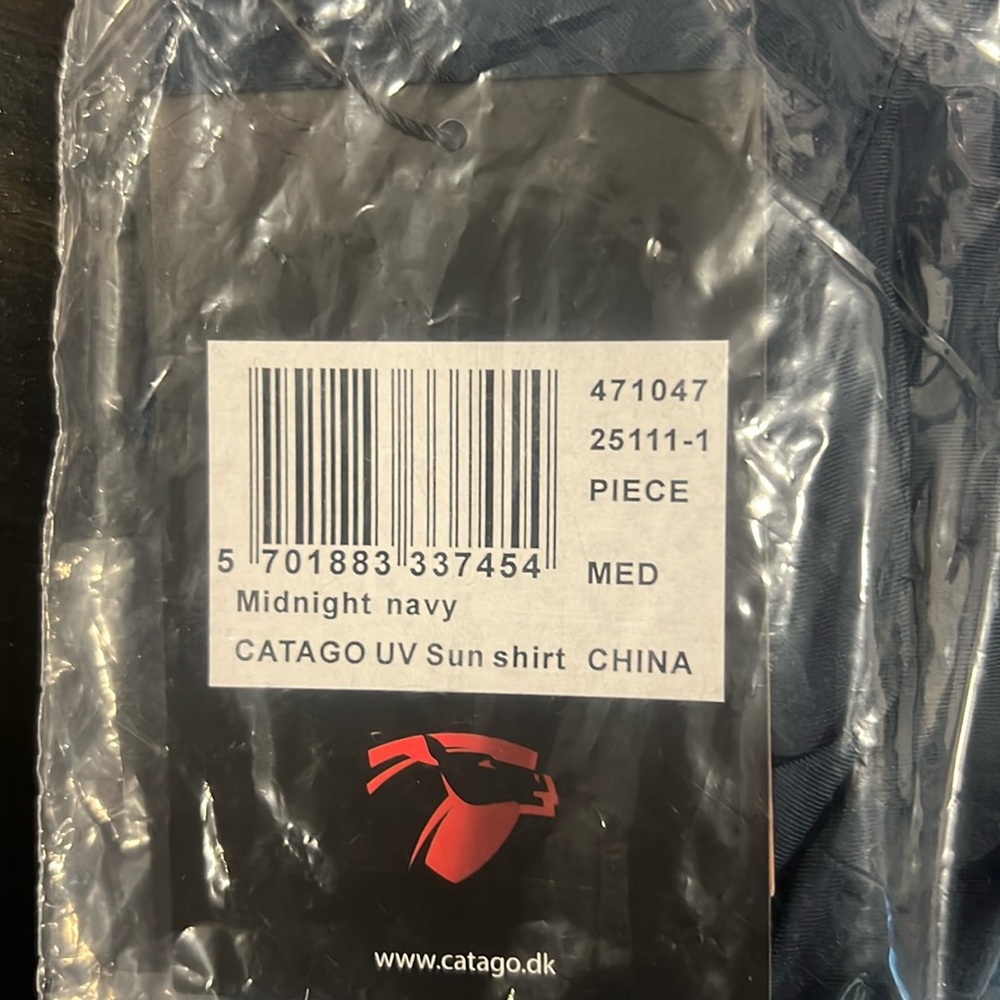 471047
25111-1
PIECE
5 701883 337454
MED
Midnight navy
CATAGO UV Sun shirt CHINA
www.catago.dk